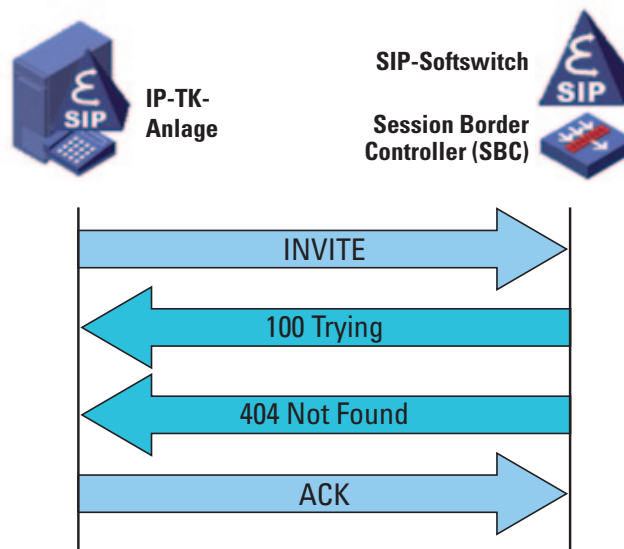 IP-TK-
Anlage
SIP
SIP-Softswitch
SIP
Session Border
Controller (SBC)
INVITE
100 Trying
404 Not Found
ACK